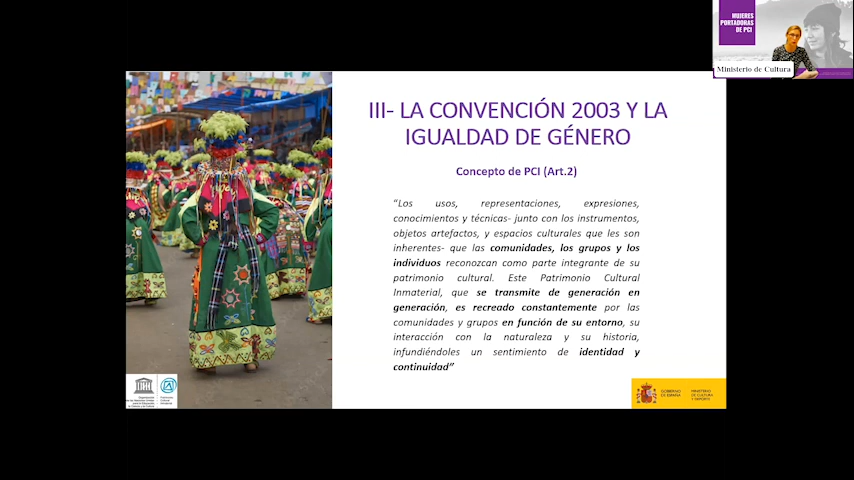 MUJERES
PORTADORAS
DE PCI
Ministerio de Cultura
III- LA CONVENCIÓN 2003 Y LA
IGUALDAD DE GÉNERO
Concepto de PCI (Art.2)
“Los usos, representaciones, expresiones,
conocimientos y técnicas- junto con los instrumentos,
objetos artefactos, y espacios culturales que les son
inherentes- que las comunidades, los grupos y los
individuos reconozcan como parte integrante de su
patrimonio cultural. Este Patrimonio Cultural
Inmaterial, que se transmite de generación en
generación, es recreado constantemente por las
comunidades y grupos en función de su entorno, su
interacción con la naturaleza y su historia,
infundiéndoles un sentimiento de identidad y
continuidad”
GOBIERNO
DE ESPAÑA
MINISTERIO
DE CULTURA
Y DEPORTE